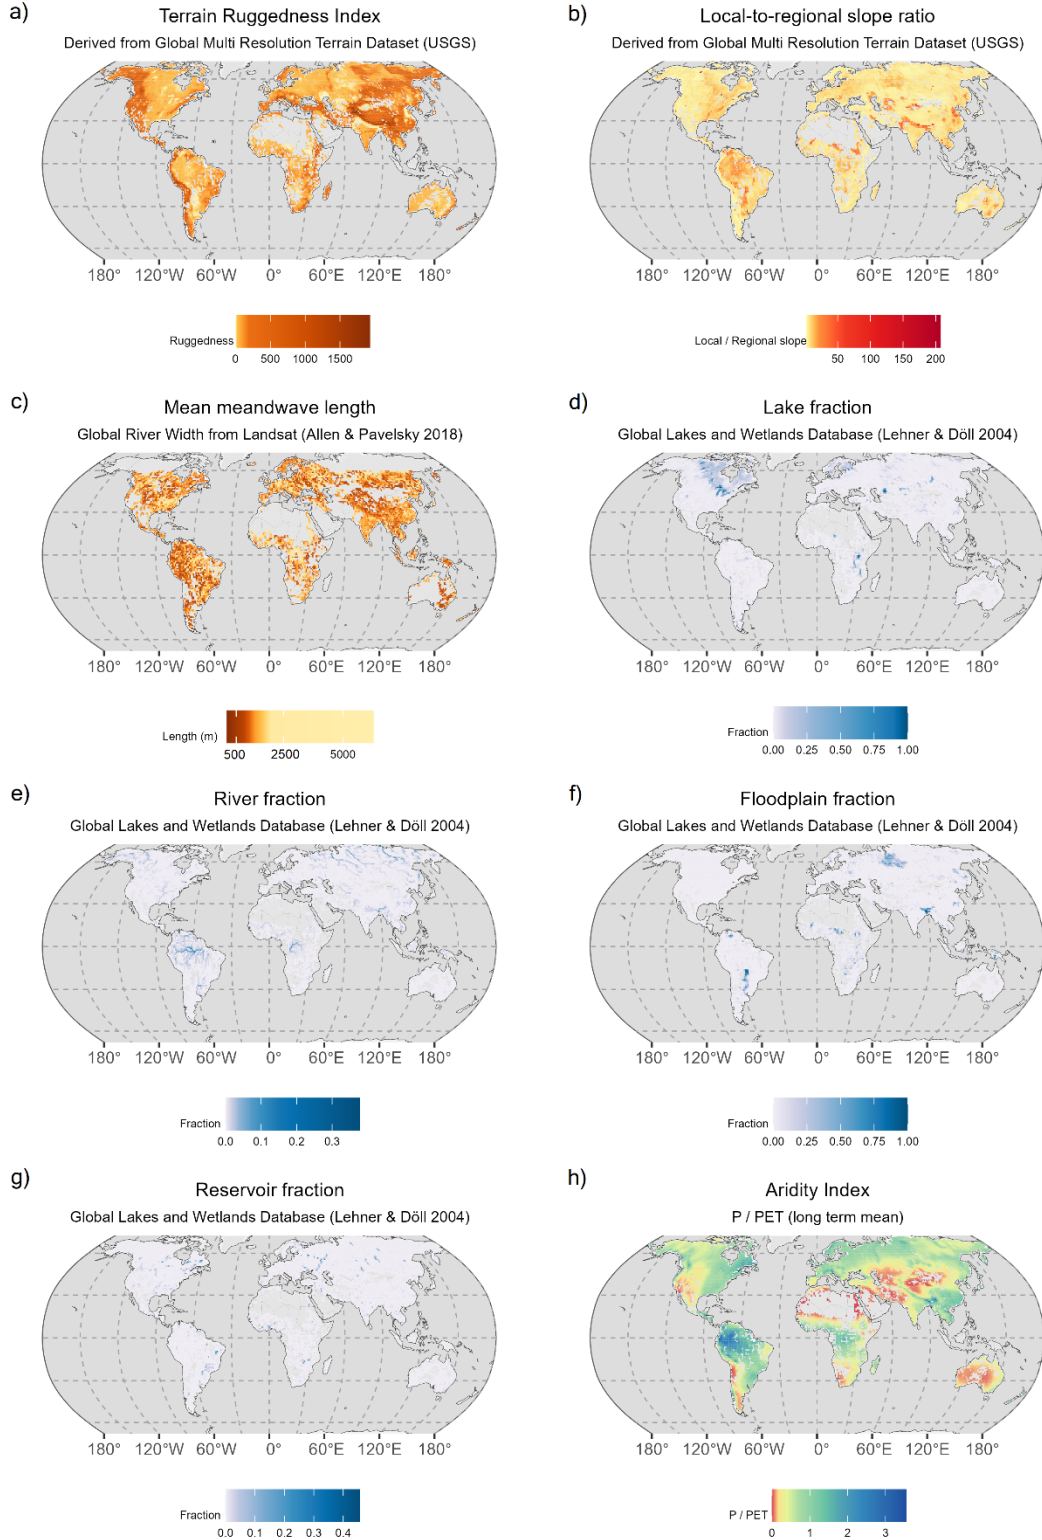 a)
Terrain Ruggedness Index
Derived from Global Multi Resolution Terrain Dataset (USGS)
180° 120°W 60°W 0° 60°E 120°E 180°
Ruggedness
0 500 1000 1500
b)
Local-to-regional slope ratio
Derived from Global Multi Resolution Terrain Dataset (USGS)
180° 120°W 60°W 0° 60°E 120°E 180°
Local / Regional slope
50 100 150 200
c)
Mean meandwave length
Global River Width from Landsat (Allen & Pavelsky 2018)
180° 120°W 60°W 0° 60°E 120°E 180°
Length (m)
500 2500 5000
d)
Lake fraction
Global Lakes and Wetlands Database (Lehner & Döll 2004)
180° 120°W 60°W 0° 60°E 120°E 180°
Fraction
0.00 0.25 0.50 0.75 1.00
e)
River fraction
Global Lakes and Wetlands Database (Lehner & Döll 2004)
180° 120°W 60°W 0° 60°E 120°E 180°
Fraction
0.0 0.1 0.2 0.3
f)
Floodplain fraction
Global Lakes and Wetlands Database (Lehner & Döll 2004)
180° 120°W 60°W 0° 60°E 120°E 180°
Fraction
0.00 0.25 0.50 0.75 1.00
g)
Reservoir fraction
Global Lakes and Wetlands Database (Lehner & Döll 2004)
180° 120°W 60°W 0° 60°E 120°E 180°
Fraction
0.0 0.1 0.2 0.3 0.4
h)
Aridity Index
P / PET (long term mean)
180° 120°W 60°W 0° 60°E 120°E 180°
P / PET
0 1 2 3